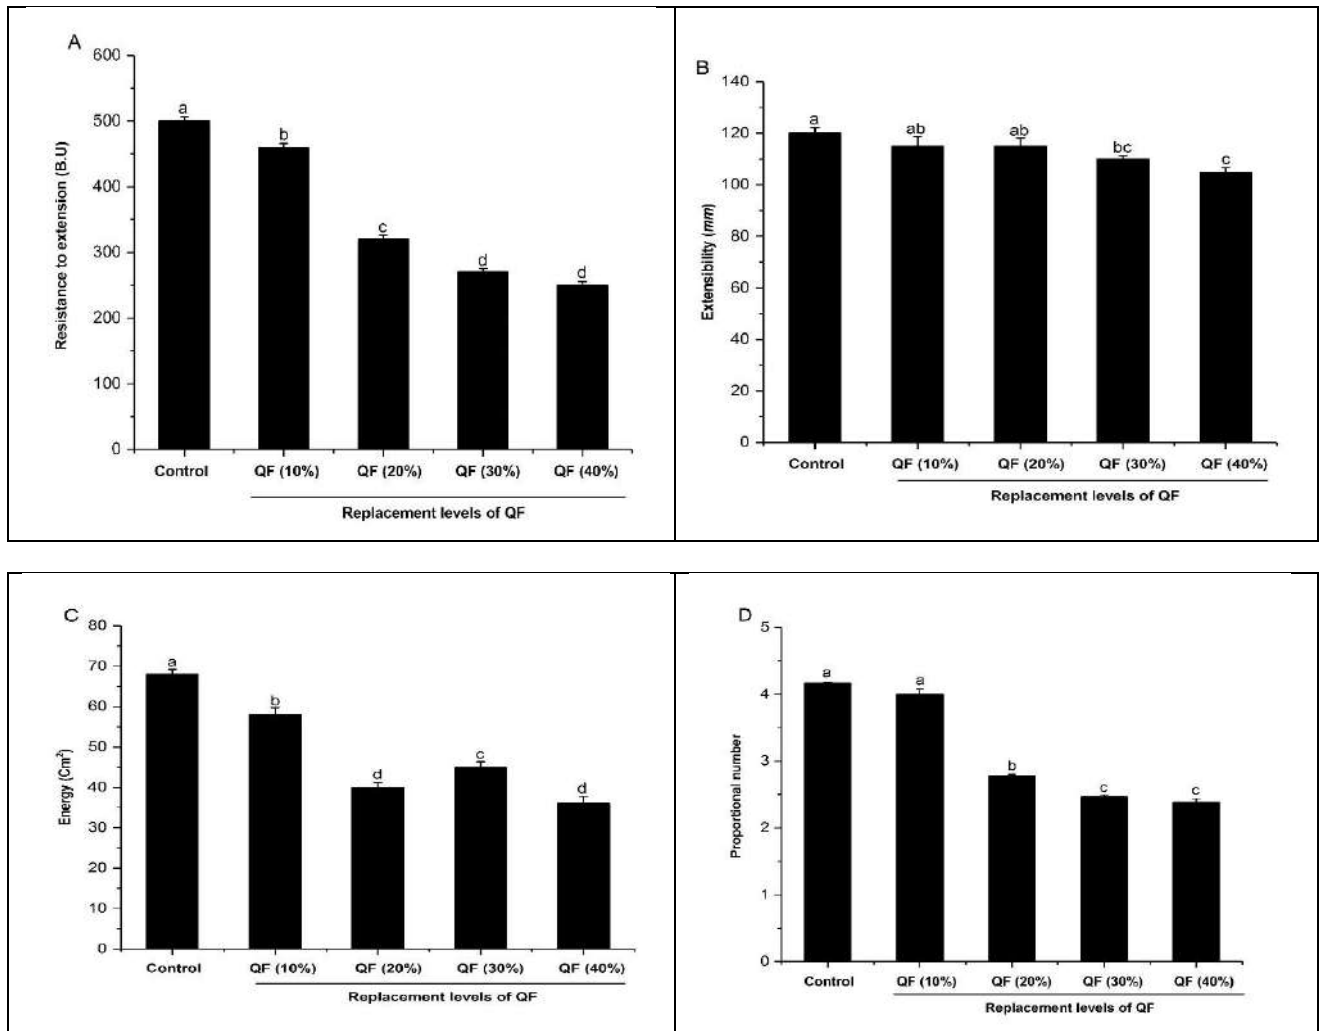 A
600
500
400
300
200
100
0
Resistance to extension (B.U)
a
b
c
d
d
Control QF (10%) QF (20%) QF (30%) QF (40%)
Replacement levels of QF
B
140
120
100
80
60
40
20
0
Extensibility (mm)
a
ab
ab
bc
c
Control QF (10%) QF (20%) QF (30%) QF (40%)
Replacement levels of QF
C
80
70
60
50
40
30
20
10
0
Energy (Cm²)
a
b
d
c
d
Control QF (10%) QF (20%) QF (30%) QF (40%)
Replacement levels of QF
D
5
4
3
2
1
0
Proportional number
a
a
b
c
c
Control QF (10%) QF (20%) QF (30%) QF (40%)
Replacement levels of QF